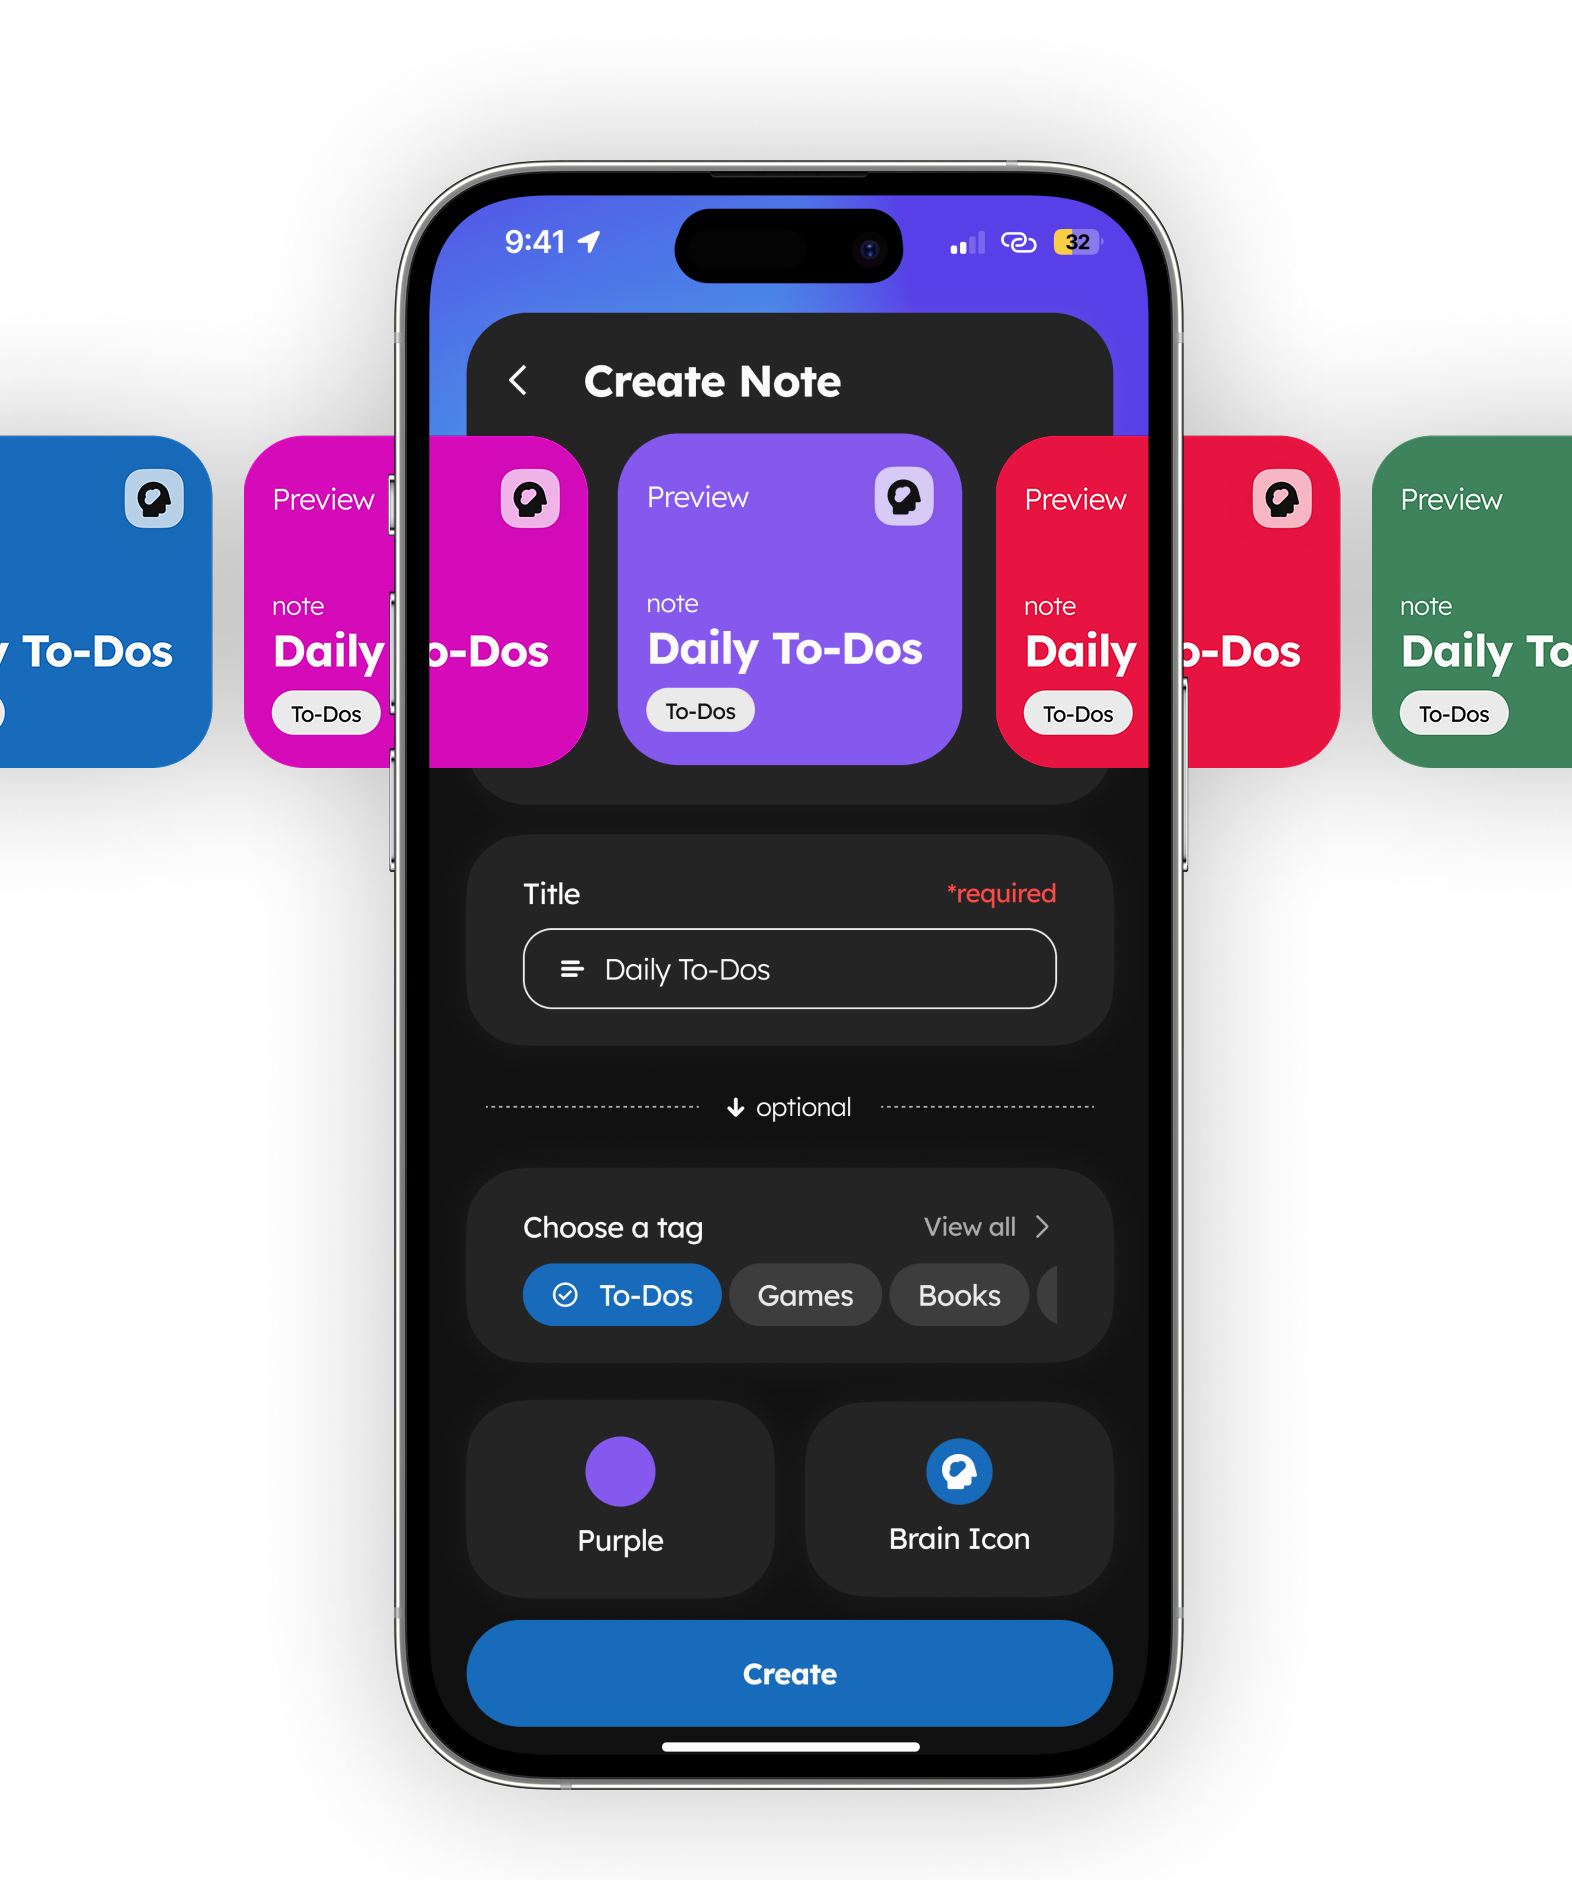 9:41
32
Create Note
Preview
Preview
Preview
Preview
note
note
note
note
To-Dos
Daily o-Dos
Daily To-Dos
Daily o-Dos
Daily To
To-Dos
To-Dos
To-Dos
To-Dos
Title
*required
Daily To-Dos
optional
Choose a tag
View all
To-Dos
Games
Books
Purple
Brain Icon
Create